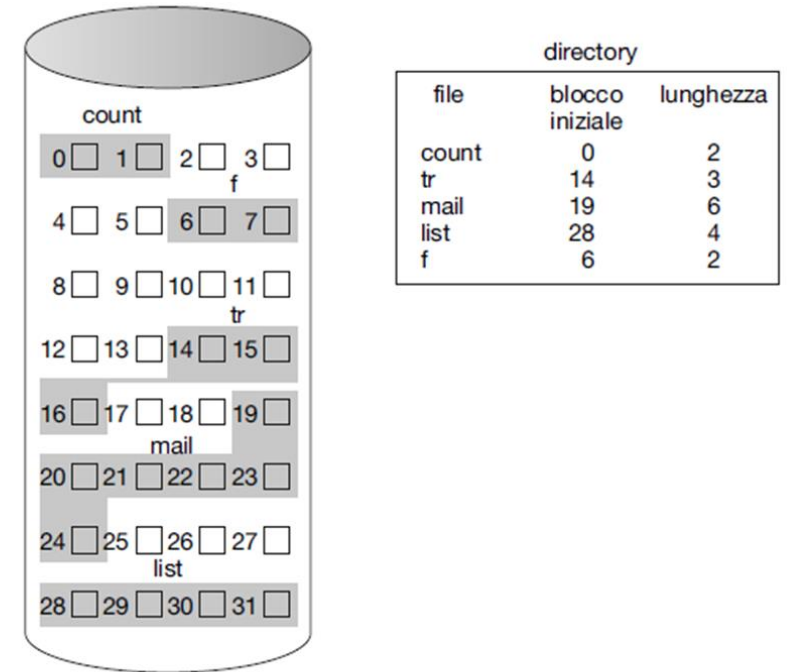 count
0 1 2 3
f
4 5 6 7
8 9 10 11
tr
12 13 14 15
16 17 18 19
mail
20 21 22 23
24 25 26 27
list
28 29 30 31
directory
file blocco iniziale lunghezza
count 0 2
tr 14 3
mail 19 6
list 28 4
f 6 2